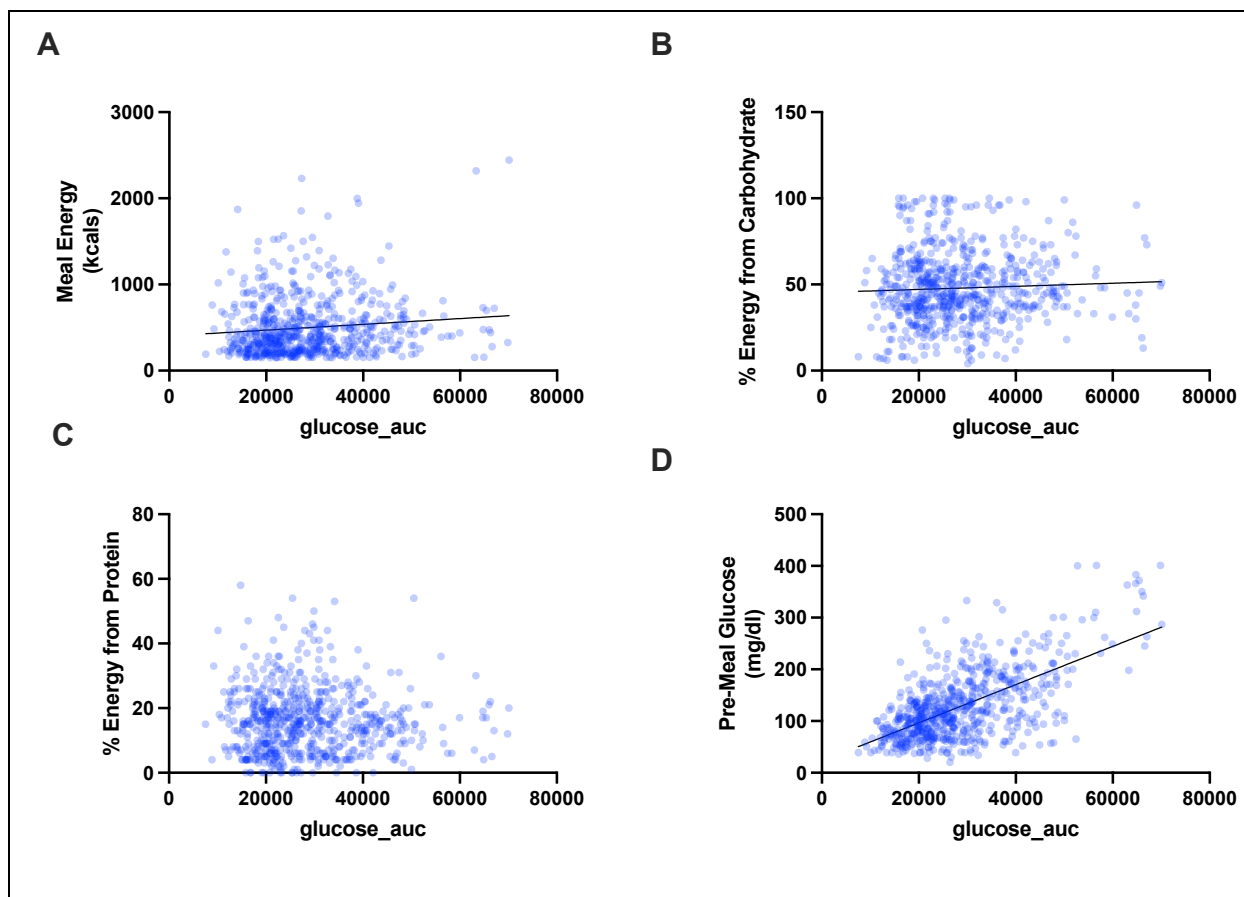 A
Meal Energy
(kcals)
3000
2000
1000
0
0 20000 40000 60000 80000
glucose_auc
B
% Energy from Carbohydrate
150
100
50
0
0 20000 40000 60000 80000
glucose_auc
C
% Energy from Protein
80
60
40
20
0
0 20000 40000 60000 80000
glucose_auc
D
Pre-Meal Glucose
(mg/dl)
500
400
300
200
100
0
0 20000 40000 60000 80000
glucose_auc